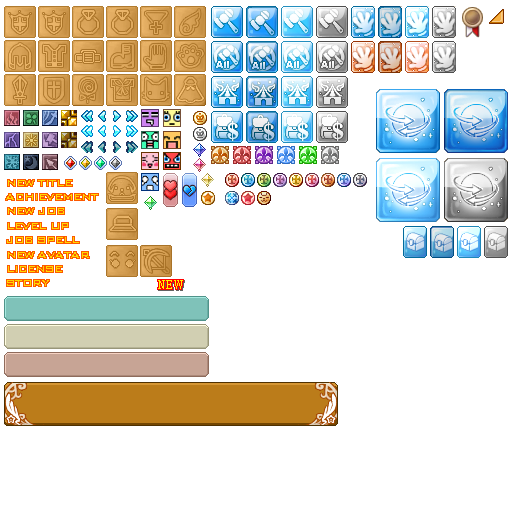 All All All All
$ $ $ $
NEW TITLE
ACHIEVEMENT
NEW JOB
LEVEL UP
JOB SPELL
NEW AVATAR
LICENSE
STORY
NEW